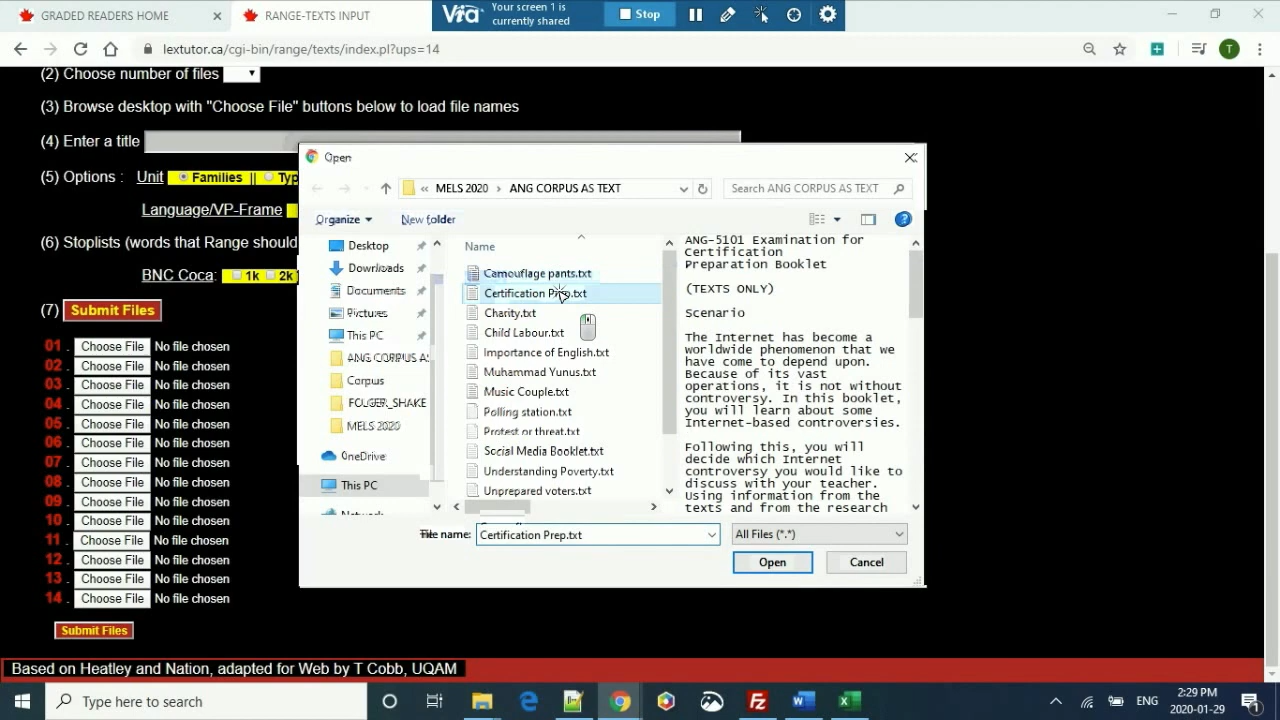 GRADED READERS HOME
RANGE-TEXTS INPUT
Via
Your screen 1 is
currently shared
Stop
lextutor.ca/cgi-bin/range/texts/index.pl?ups=14
T
(2) Choose number of files
(3) Browse desktop with "Choose File" buttons below to load file names
(4) Enter a title
(5) Options : Unit Families || Typ
Language/VP-Frame
(6) Stoplists (words that Range should
BNC Coca: 1k 2k
(7) Submit Files
01 . Choose File No file chosen
02 . Choose File No file chosen
03 . Choose File No file chosen
04 . Choose File No file chosen
05 . Choose File No file chosen
06 . Choose File No file chosen
07 . Choose File No file chosen
08 . Choose File No file chosen
09 . Choose File No file chosen
10 . Choose File No file chosen
11 . Choose File No file chosen
12 . Choose File No file chosen
13 . Choose File No file chosen
14 . Choose File No file chosen
Submit Files
Based on Heatley and Nation, adapted for Web by T Cobb, UQAM
Open
« MELS 2020 > ANG CORPUS AS TEXT
Search ANG CORPUS AS TEXT
Organize
New folder
Desktop
Downloads
Documents
Pictures
This PC
ANG CORPUS AS
Corpus
FOLGER_SHAKE
MELS 2020
OneDrive
This PC
Network
Name
Camouflage pants.txt
Certification Prep.txt
Charity.txt
Child Labour.txt
Importance of English.txt
Muhammad Yunus.txt
Music Couple.txt
Polling station.txt
Protest or threat.txt
Social Media Booklet.txt
Understanding Poverty.txt
Unprepared voters.txt
ANG-5101 Examination for
Certification
Preparation Booklet
(TEXTS ONLY)
Scenario
The Internet has become a
worldwide phenomenon that we
have come to depend upon.
Because of its vast
operations, it is not without
controversy. In this booklet,
you will learn about some
Internet-based controversies.
Following this, you will
decide which Internet
controversy you would like to
discuss with your teacher.
Using information from the
texts and from the research
File name: Certification Prep.txt
All Files (*.*)
Open
Cancel
Type here to search
ENG
2:29 PM
2020-01-29
1